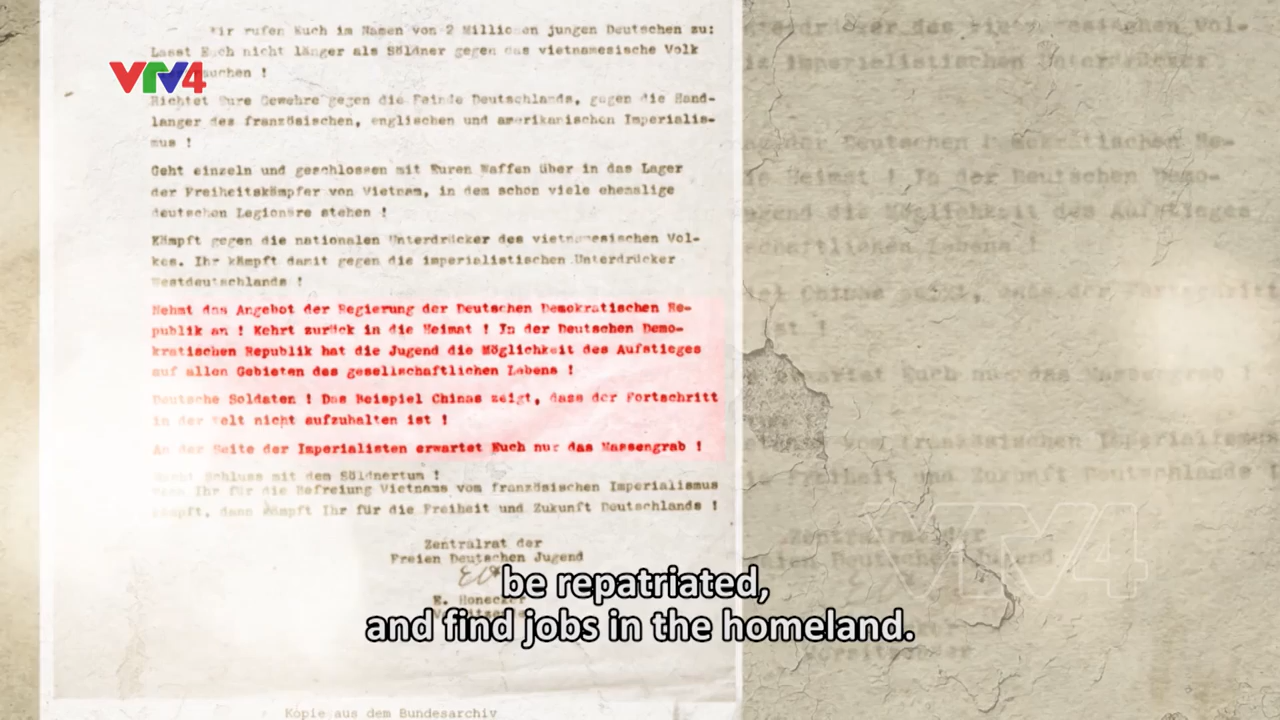 VTV4
Wir rufen Euch im Namen von 2 Millionen jungen Deutschen zu:
Lasst Euch nicht länger als Söldner gegen das vietnamesische Volk
!
Richtet Eure Gewehre gegen die Feinde Deutschlands, gegen die Hand-
langer des französischen, englischen und amerikanischen Imperialis-
mus !
Geht einzeln und geschlossen mit Euren Waffen über in das Lager
der Freiheitskämpfer von Vietnam, in dem schon viele ehemalige
deutschen Legionäre stehen !
Kämpft gegen die nationalen Unterdrücker des vietnamesischen Vol-
kes. Ihr kämpft damit gegen die imperialistischen Unterdrücker
Westdeutschlands !
Nehmt das Angebot der Regierung der Deutschen Demokratischen Re-
publik an ! Kehrt zurück in die Heimat ! In der Deutschen Demo-
kratischen Republik hat die Jugend die Möglichkeit des Aufstieges
auf allen Gebieten des gesellschaftlichen Lebens !
Deutsche Soldaten ! Das Beispiel Chinas zeigt, dass der Fortschritt
in der Welt nicht aufzuhalten ist !
An der Seite der Imperialisten erwartet Euch nur das Massengrab !
Schluss mit dem Söldnertum !
Wenn Ihr für die Befreiung Vietnams vom französischen Imperialismus
kämpft, dann kämpft Ihr für die Freiheit und Zukunft Deutschlands !
Zentralrat der
Freien Deutschen Jugend
E. Honecker
be repatriated,
and find jobs in the homeland.
Kopie aus dem Bundesarchiv
VTV4